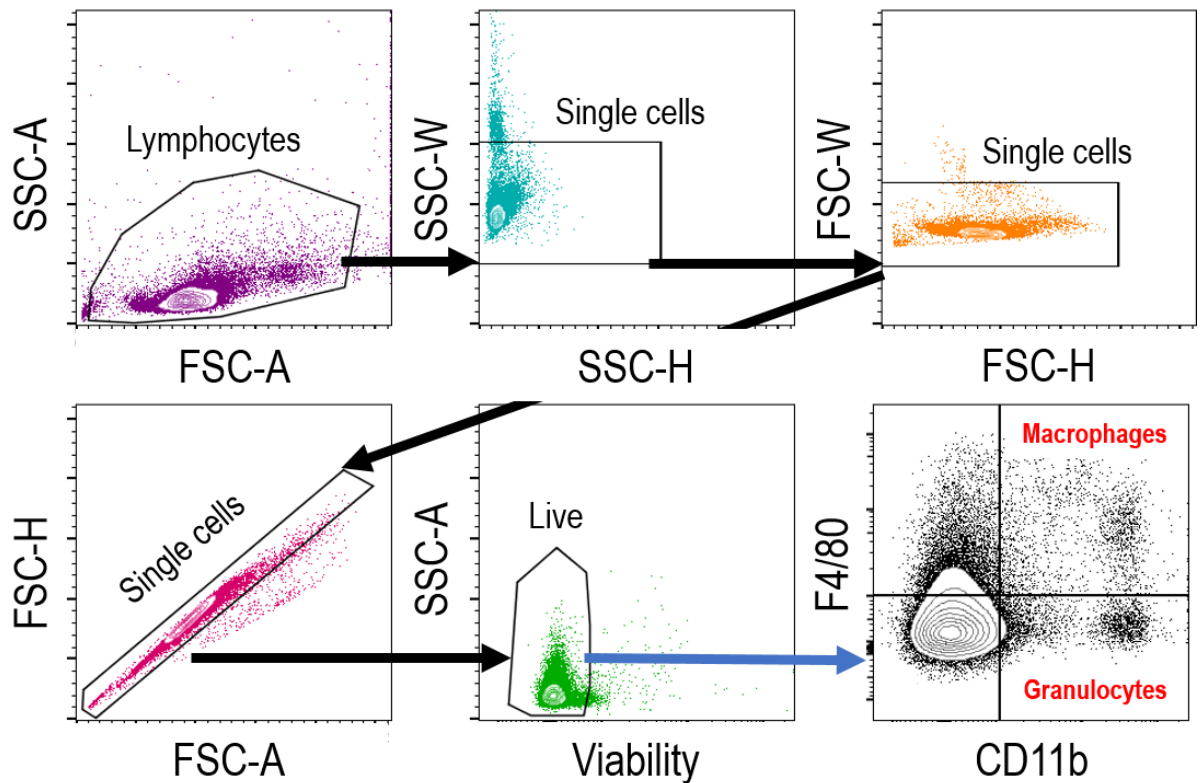 SSC-A
Lymphocytes
FSC-A
SSC-W
Single cells
SSC-H
FSC-W
Single cells
FSC-H
FSC-H
Single cells
FSC-A
SSC-A
Live
Viability
F4/80
Macrophages
Granulocytes
CD11b